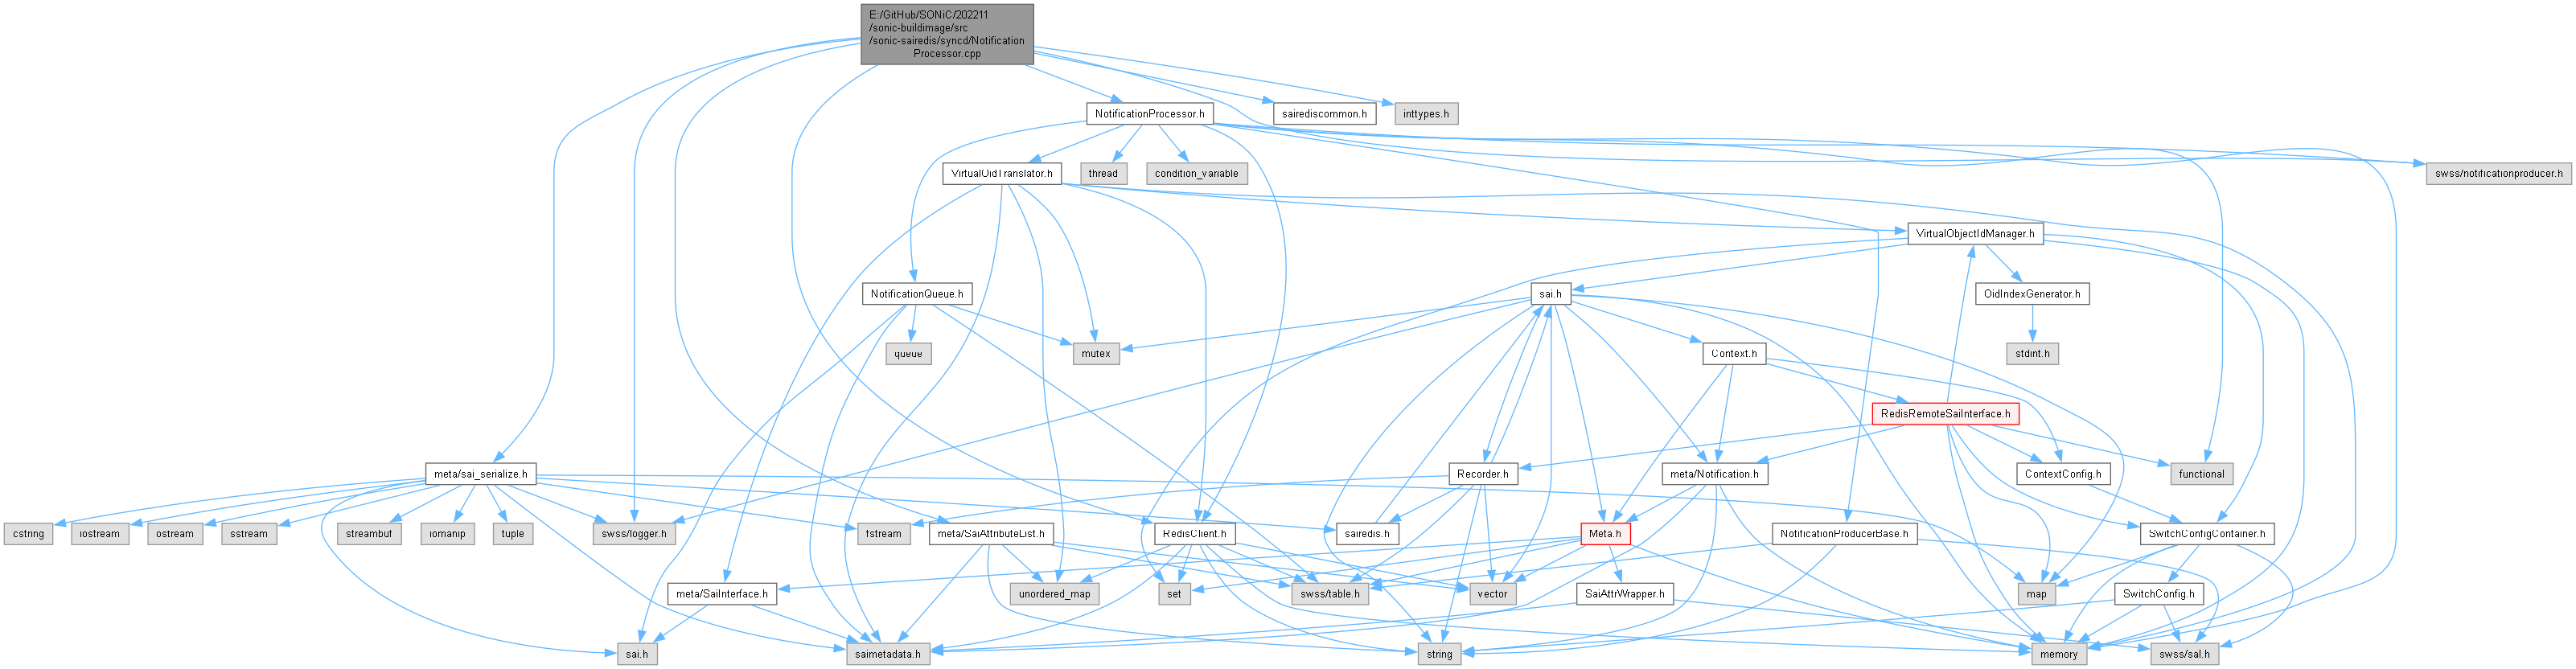 E:/GitHub/SONiC/202211
/sonic-buildimage/src
/sonic-sairedis/syncd/Notification
Processor.cpp
NotificationProcessor.h
sairediscommon.h
inttypes.h
VirtualOidTranslator.h
thread
condition_variable
swss/notificationproducer.h
VirtualObjectIdManager.h
NotificationQueue.h
sai.h
OidIndexGenerator.h
queue
mutex
Context.h
stdint.h
RedisRemoteSaiInterface.h
meta/sai_serialize.h
Recorder.h
meta/Notification.h
ContextConfig.h
functional
cstring
iostream
ostream
sstream
streambuf
iomanip
tuple
swss/logger.h
fstream
meta/SaiAttributeList.h
RedisClient.h
sairedis.h
Meta.h
NotificationProducerBase.h
SwitchConfigContainer.h
meta/SaiInterface.h
unordered_map
set
swss/table.h
vector
SaiAttrWrapper.h
map
SwitchConfig.h
sai.h
saimetadata.h
string
memory
swss/sal.h